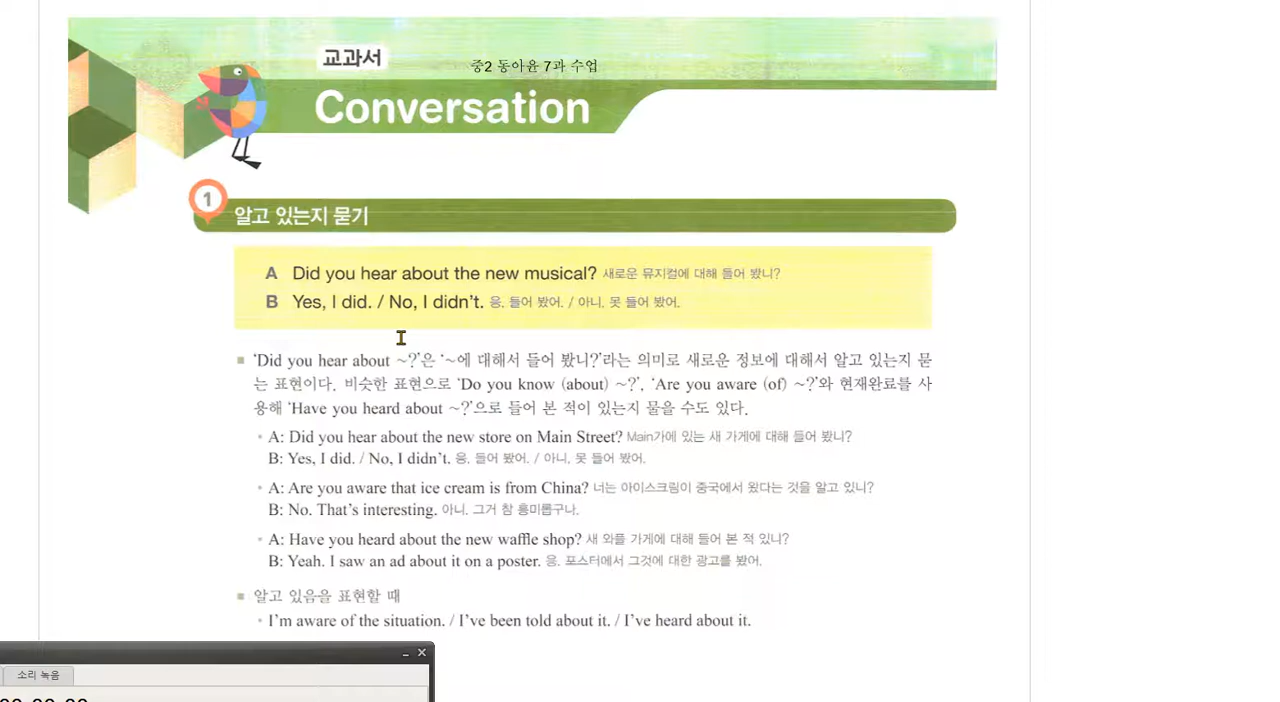 교과서
중2 동아윤 7과 수업
Conversation
1
알고 있는지 묻기
A Did you hear about the new musical? 새로운 뮤지컬에 대해 들어 봤니?
B Yes, I did. / No, I didn't. 응. 들어 봤어. / 아니. 못 들어 봤어.
■ 'Did you hear about ~?'은 '~에 대해서 들어 봤니?'라는 의미로 새로운 정보에 대해서 알고 있는지 묻
는 표현이다. 비슷한 표현으로 'Do you know (about) ~?', 'Are you aware (of) ~?'와 현재완료를 사
용해 'Have you heard about ~?'으로 들어 본 적이 있는지 물을 수도 있다.
• A: Did you hear about the new store on Main Street? Main가에 있는 새 가게에 대해 들어 봤니?
B: Yes, I did. / No, I didn't. 응. 들어 봤어. / 아니, 못 들어 봤어.
• A: Are you aware that ice cream is from China? 너는 아이스크림이 중국에서 왔다는 것을 알고 있니?
B: No. That's interesting. 아니. 그거 참 흥미롭구나.
• A: Have you heard about the new waffle shop? 새 와플 가게에 대해 들어 본 적 있니?
B: Yeah. I saw an ad about it on a poster. 응. 포스터에서 그것에 대한 광고를 봤어.
■ 알고 있음을 표현할 때
• I'm aware of the situation. / I've been told about it. / I've heard about it.
소리 녹음